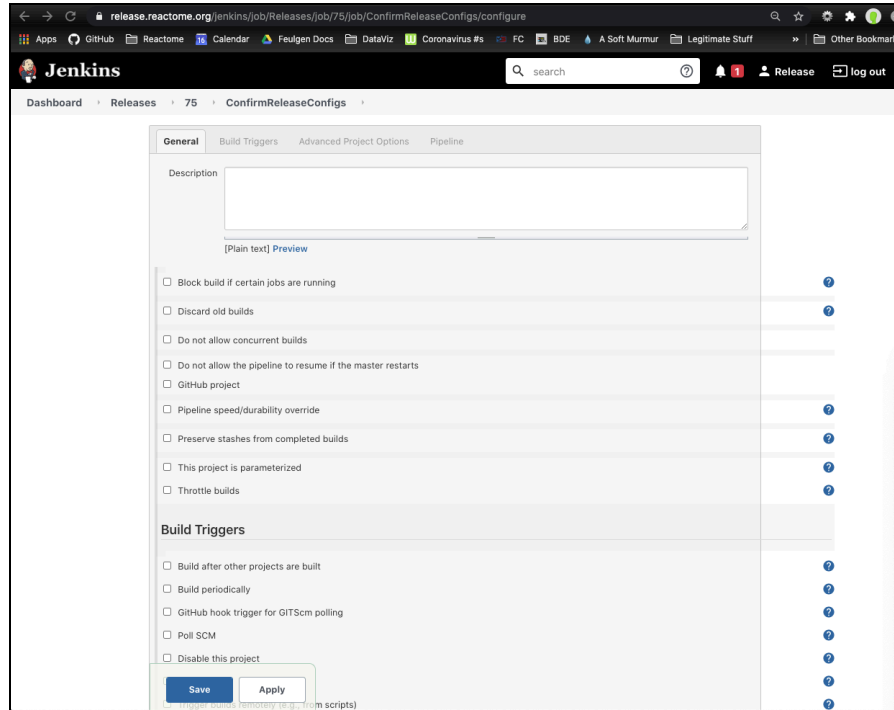 release.reactome.org/jenkins/job/Releases/job/75/job/ConfirmReleaseConfigs/configure
Apps GitHub Reactome 16 Calendar Feulgen Docs DataViz Coronavirus #s FC BDE A Soft Murmur Legitimate Stuff » Other Bookmar
Jenkins search 1 Release log out
Dashboard Releases 75 ConfirmReleaseConfigs
General Build Triggers Advanced Project Options Pipeline
Description
[Plain text] Preview
Block build if certain jobs are running
Discard old builds
Do not allow concurrent builds
Do not allow the pipeline to resume if the master restarts
GitHub project
Pipeline speed/durability override
Preserve stashes from completed builds
This project is parameterized
Throttle builds
Build Triggers
Build after other projects are built
Build periodically
GitHub hook trigger for GITScm polling
Poll SCM
Disable this project
Save Apply
Trigger builds remotely (e.g., from scripts)